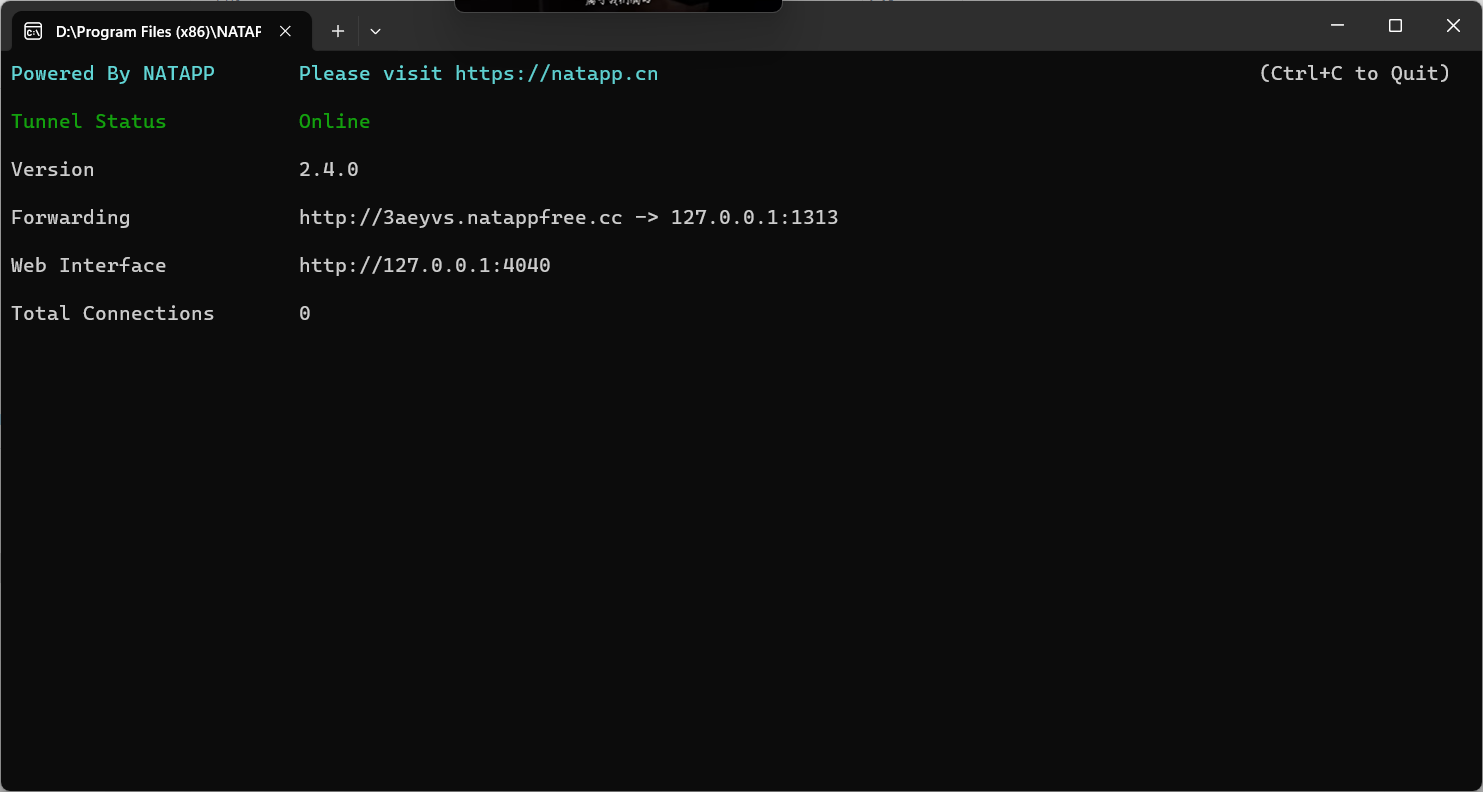 D:\Program Files (x86)\NATAP
Powered By NATAPP Please visit https://natapp.cn (Ctrl+C to Quit)
Tunnel Status Online
Version 2.4.0
Forwarding http://3aeyvs.natappfree.cc -> 127.0.0.1:1313
Web Interface http://127.0.0.1:4040
Total Connections 0